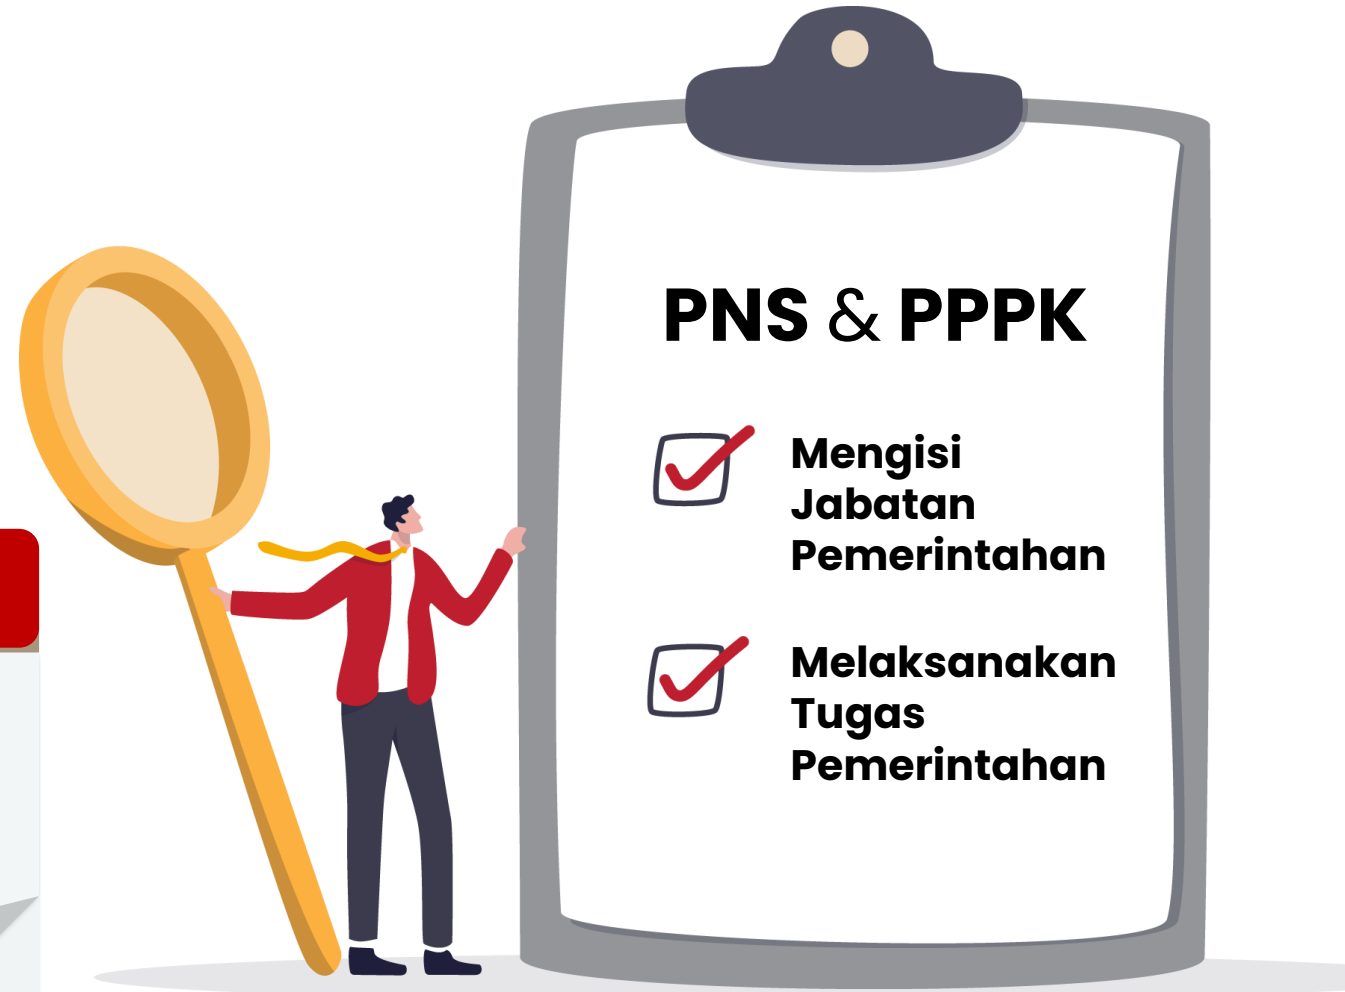 PNS & PPPK
Mengisi
Jabatan
Pemerintahan
Melaksanakan
Tugas
Pemerintahan